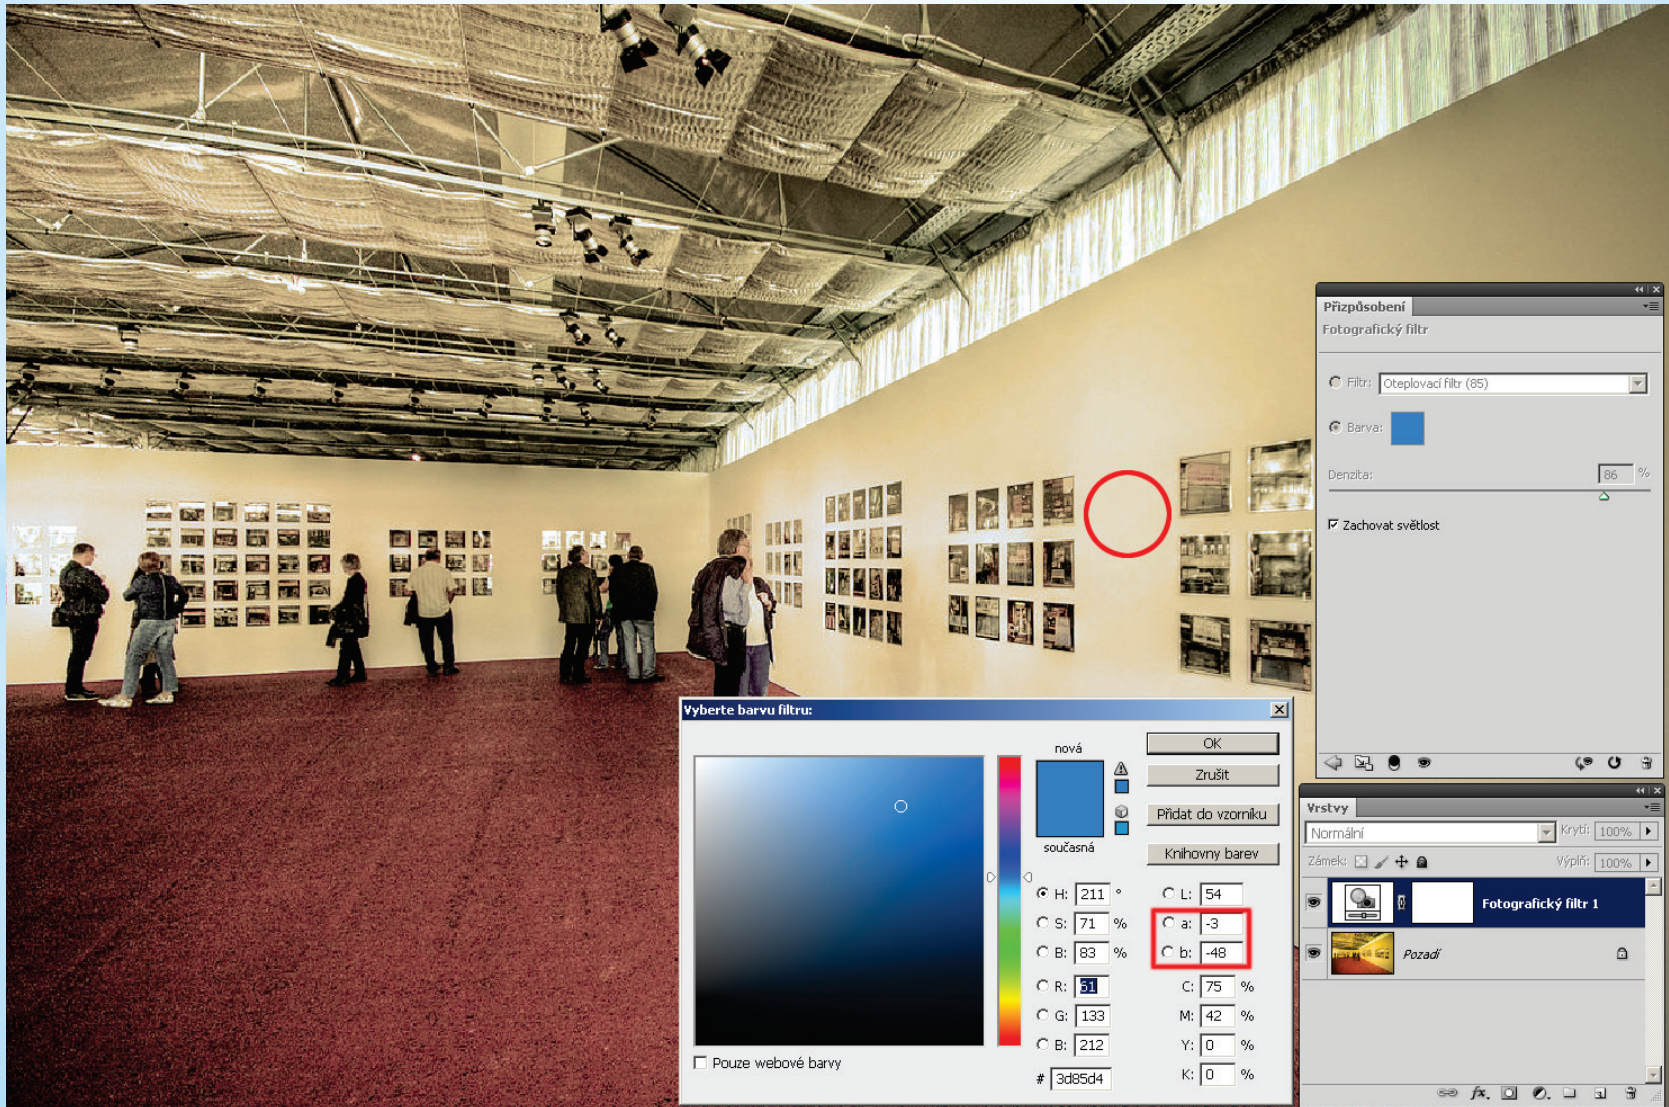 Přizpůsobení
Fotografický filtr
Filtr: Oteplovací filtr (85)
Barva:
Denzita: 86 %
Zachovat světlost
Vyberte barvu filtru:
nová
současná
OK
Zrušit
Přidat do vzorníku
Knihovny barev
H: 211 °
S: 71 %
B: 83 %
R: 61
G: 133
B: 212
# 3d85d4
L: 54
a: -3
b: -48
C: 75 %
M: 42 %
Y: 0 %
K: 0 %
Pouze webové barvy
Vrstvy
Normální Krytí: 100%
Zámek: Výplň: 100%
Fotografický filtr 1
Pozadí
fx.